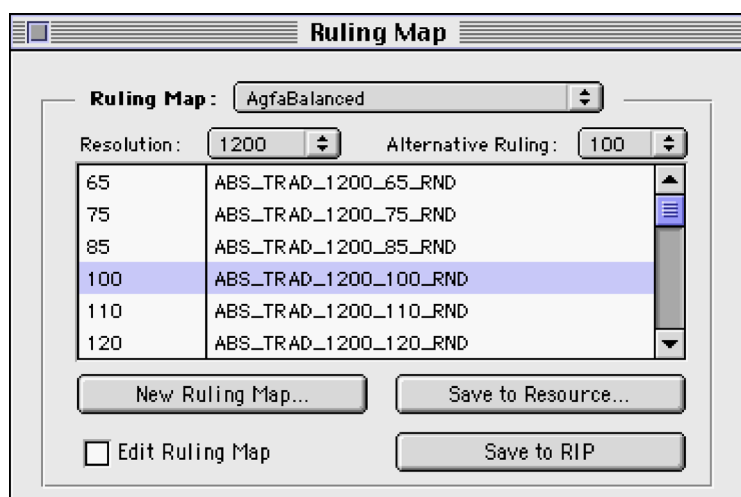 Ruling Map
Ruling Map: AgfaBalanced
Resolution: 1200 Alternative Ruling: 100
65 ABS_TRAD_1200_65_RND
75 ABS_TRAD_1200_75_RND
85 ABS_TRAD_1200_85_RND
100 ABS_TRAD_1200_100_RND
110 ABS_TRAD_1200_110_RND
120 ABS_TRAD_1200_120_RND
New Ruling Map... Save to Resource...
Edit Ruling Map Save to RIP